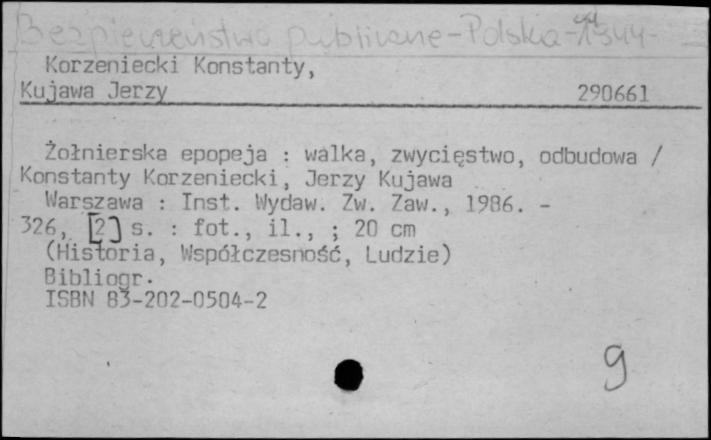 Bezpieczeństwo publiczne - Polska - od 1944 -
Korzeniecki Konstanty,
Kujawa Jerzy 290661
Żołnierska epopeja : walka, zwycięstwo, odbudowa /
Konstanty Korzeniecki, Jerzy Kujawa
Warszawa : Inst. Wydaw. Zw. Zaw., 1986. -
326, [2] s. : fot., il., ; 20 cm
(Historia, Współczesność, Ludzie)
Bibliogr.
ISBN 83-202-0504-2
9